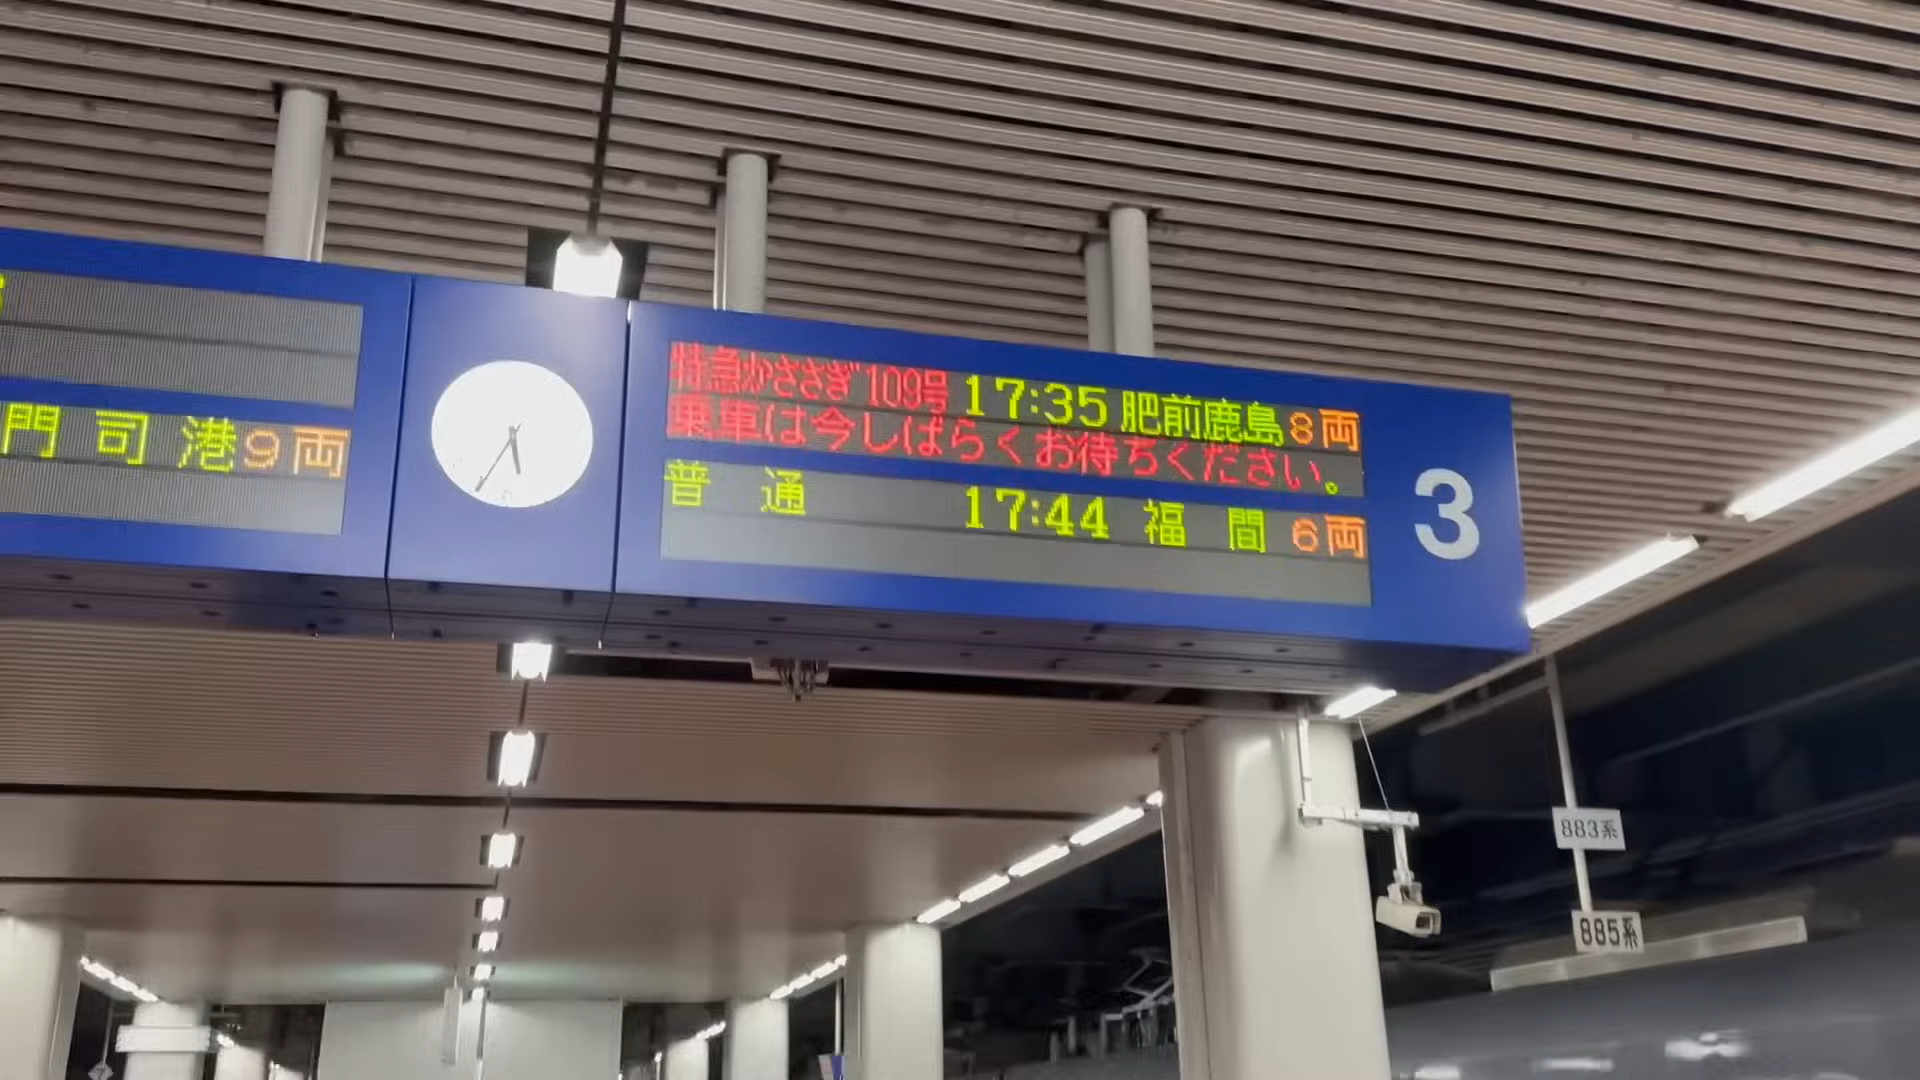 門司港 9両
特急かささぎ109号 17:35 肥前鹿島 8両
乗車は今しばらくお待ちください。
普通 17:44 福間 6両
3
883系
885系